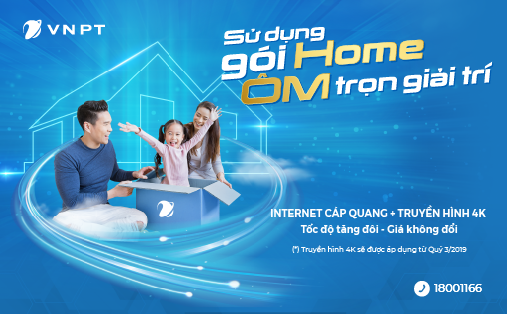 VNPT
Sử dụng
gói Home
ÔM trọn giải trí
INTERNET CÁP QUANG + TRUYỀN HÌNH 4K
Tốc độ tăng đôi - Giá không đổi
(*) Truyền hình 4K sẽ được áp dụng từ Quý 3/2019
18001166